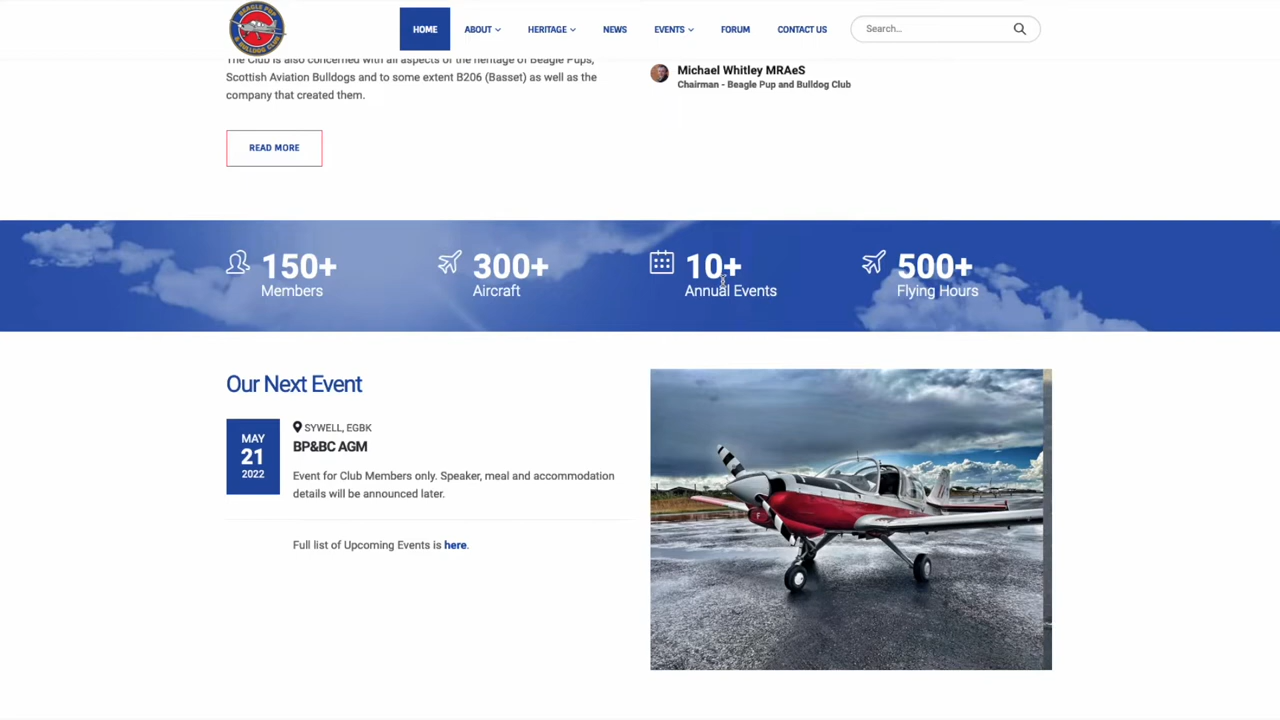 BEAGLE PUP
& BULLDOG CLUB
HOME
ABOUT
HERITAGE
NEWS
EVENTS
FORUM
CONTACT US
Search...
The Club is also concerned with all aspects of the heritage of Beagle Pups,
Scottish Aviation Bulldogs and to some extent B206 (Basset) as well as the
company that created them.
READ MORE
Michael Whitley MRAeS
Chairman - Beagle Pup and Bulldog Club
150+
Members
300+
Aircraft
10+
Annual Events
500+
Flying Hours
Our Next Event
MAY
21
2022
SYWELL, EGBK
BP&BC AGM
Event for Club Members only. Speaker, meal and accommodation
details will be announced later.
Full list of Upcoming Events is here.
F